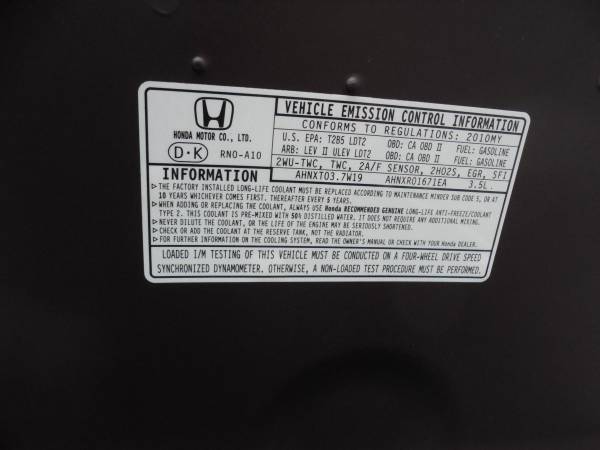 HONDA MOTOR CO., LTD.
D·K RN0-A10
VEHICLE EMISSION CONTROL INFORMATION
CONFORMS TO REGULATIONS: 2010MY
U.S. EPA: T2B5 LDT2 OBD: CA OBD II FUEL: GASOLINE
ARB: LEV II ULEV LDT2 OBD: CA OBD II FUEL: GASOLINE
2WU-TWC, TWC, 2A/F SENSOR, 2HO2S, EGR, SFI
AHNXT03.7W19 AHNXR0167IEA 3.5L
INFORMATION
▷THE FACTORY INSTALLED LONG-LIFE COOLANT MUST BE REPLACED ACCORDING TO MAINTENANCE MINDER SUB CODE 5, OR AT
10 YEARS WHICHEVER COMES FIRST. THEREAFTER EVERY 5 YEARS.
▷WHEN ADDING OR REPLACING THE COOLANT, ALWAYS USE Honda RECOMMENDED GENUINE LONG-LIFE ANTI-FREEZE/COOLANT
TYPE 2. THIS COOLANT IS PRE-MIXED WITH 50% DISTILLED WATER. IT DOES NOT REQUIRE ANY ADDITIONAL MIXING.
▷NEVER DILUTE THE COOLANT, OR THE LIFE OF THE ENGINE MAY BE SERIOUSLY SHORTENED.
▷CHECK OR ADD THE COOLANT AT THE RESERVE TANK, NOT THE RADIATOR.
▷FOR FURTHER INFORMATION ON THE COOLING SYSTEM, READ THE OWNER'S MANUAL OR CHECK WITH YOUR Honda DEALER.
LOADED I/M TESTING OF THIS VEHICLE MUST BE CONDUCTED ON A FOUR-WHEEL DRIVE SPEED
SYNCHRONIZED DYNAMOMETER. OTHERWISE, A NON-LOADED TEST PROCEDURE MUST BE PERFORMED.